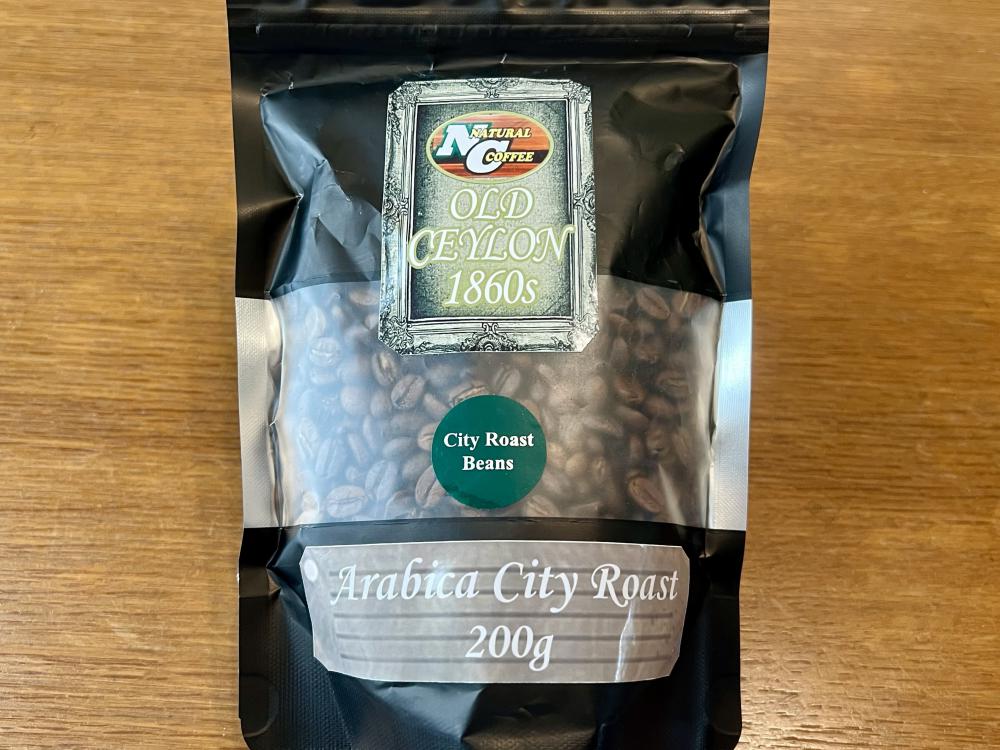 NATURAL
NC
COFFEE
OLD
CEYLON
1860s
City Roast
Beans
Arabica City Roast
200g